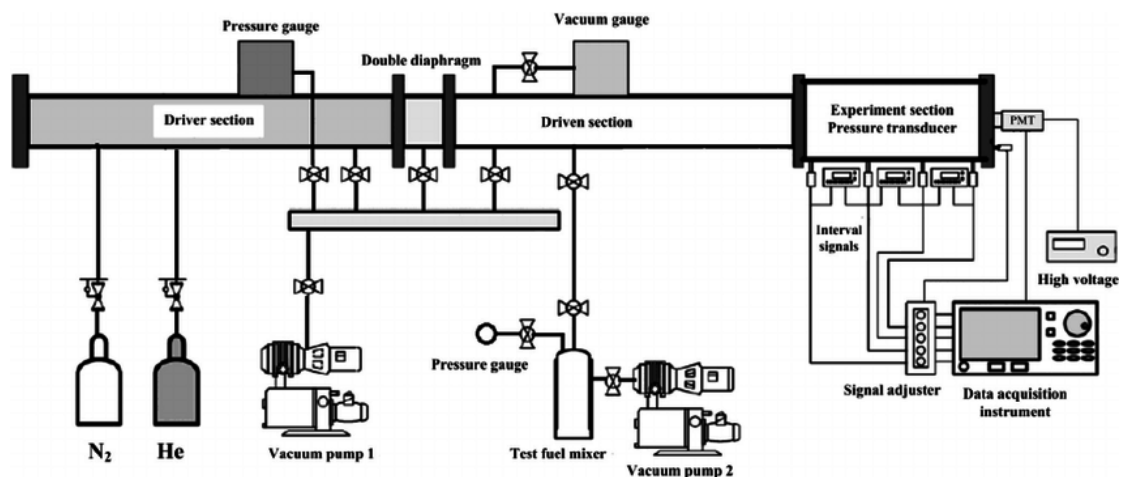 Pressure gauge
Vacuum gauge
Double diaphragm
Driver section
Driven section
Experiment section
Pressure transducer
PMT
Interval
signals
High voltage
Pressure gauge
Signal adjuster
Data acquisition
instrument
N₂
He
Vacuum pump 1
Test fuel mixer
Vacuum pump 2